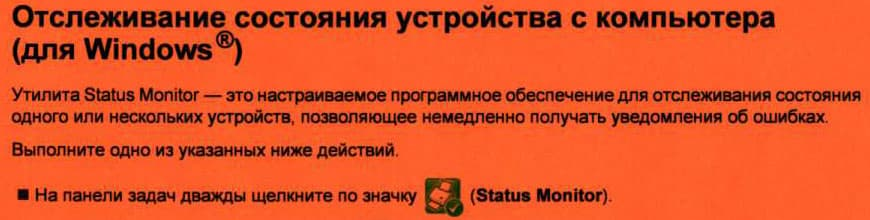 Отслеживание состояния устройства с компьютера
(для Windows®)
Утилита Status Monitor — это настраиваемое программное обеспечение для отслеживания состояния
одного или нескольких устройств, позволяющее немедленно получать уведомления об ошибках.
Выполните одно из указанных ниже действий.
■ На панели задач дважды щелкните по значку (Status Monitor).